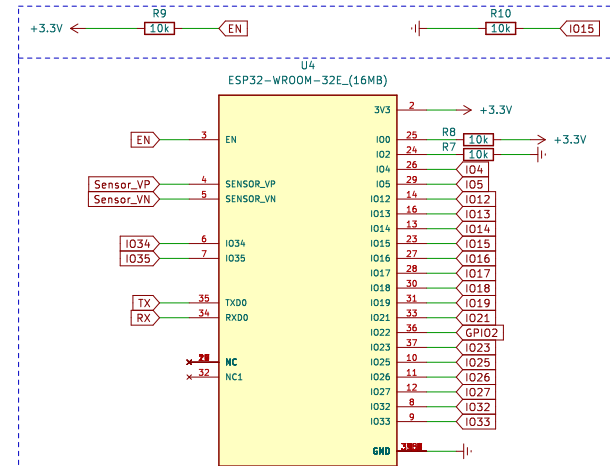 R9
+3.3V 10k EN
R10
10k IO15
U4
ESP32-WROOM-32E_(16MB)
3V3 2 +3.3V
EN 3 EN
IO0 25 R8 10k +3.3V
IO2 24 R7 10k
IO4 26 IO4
Sensor_VP 4 SENSOR_VP
IO5 29 IO5
Sensor_VN 5 SENSOR_VN
IO12 14 IO12
IO13 16 IO13
IO14 13 IO14
IO34 6 IO34
IO15 23 IO15
IO35 7 IO35
IO16 27 IO16
IO17 28 IO17
IO18 30 IO18
TX 35 TXD0
IO19 31 IO19
RX 34 RXD0
IO21 33 IO21
IO22 36 GPIO2
IO23 37 IO23
NC
IO25 10 IO25
32 NC1
IO26 11 IO26
IO27 12 IO27
IO32 8 IO32
IO33 9 IO33
GND